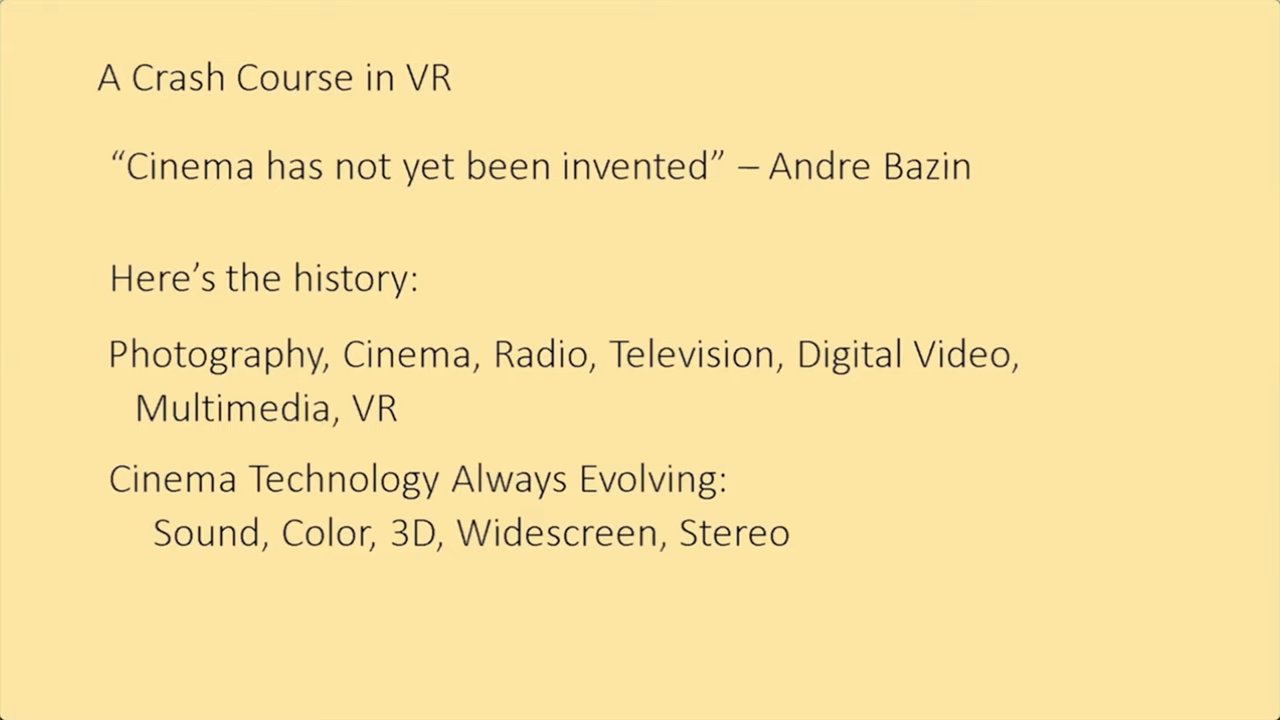 A Crash Course in VR
“Cinema has not yet been invented” – Andre Bazin
Here’s the history:
Photography, Cinema, Radio, Television, Digital Video,
Multimedia, VR
Cinema Technology Always Evolving:
Sound, Color, 3D, Widescreen, Stereo